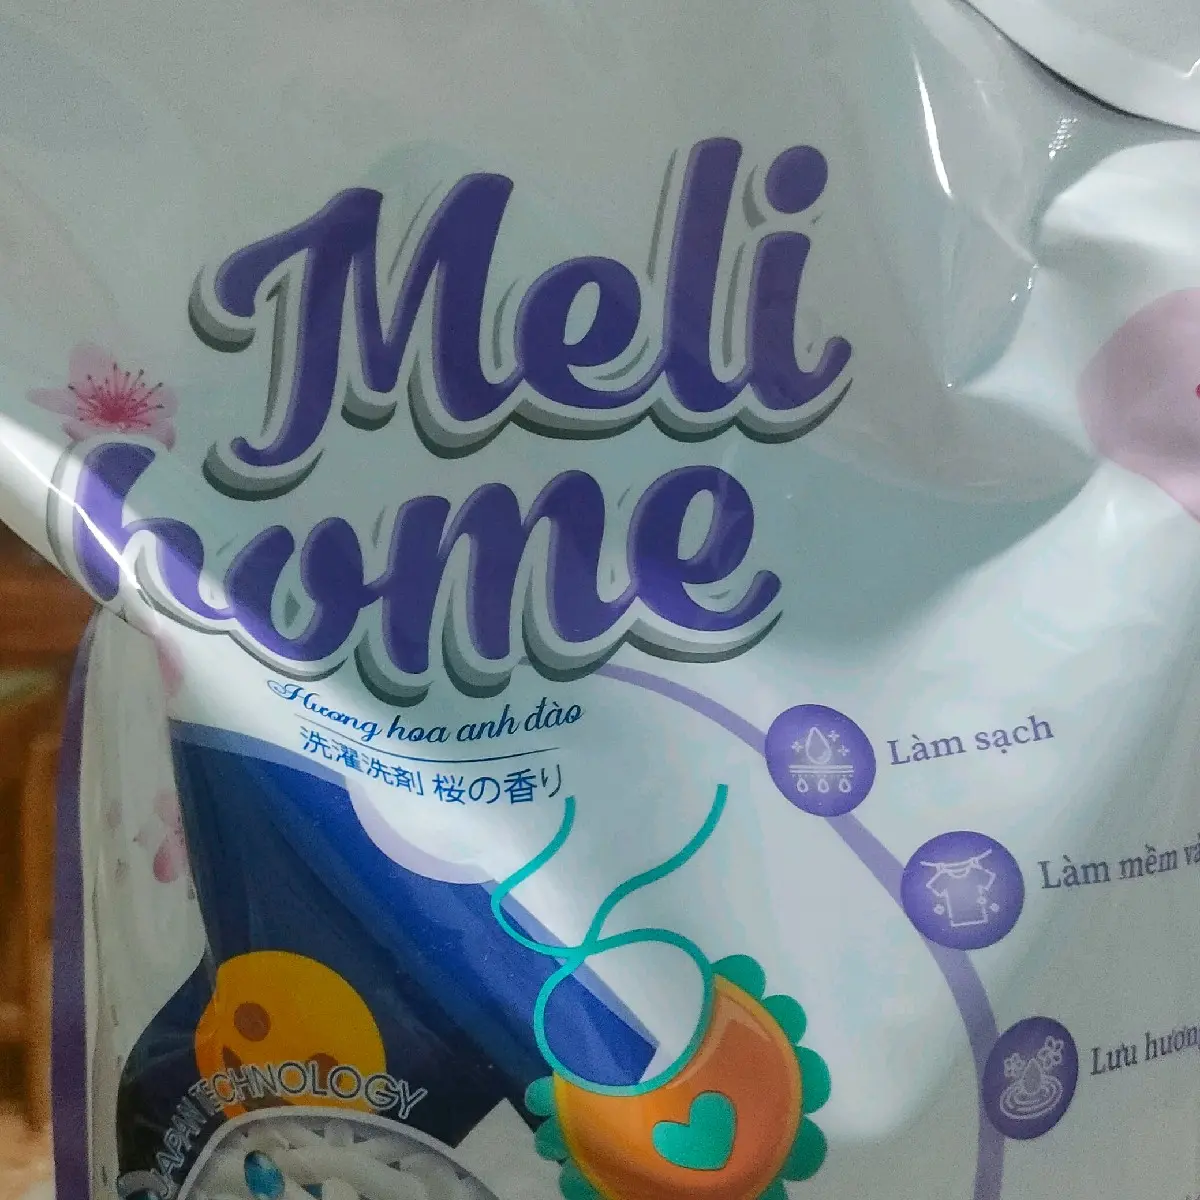 Meli
home
Hương hoa anh đào
洗濯洗剤 桜の香り
Làm sạch
Làm mềm vả
Lưu hương
JAPAN TECHNOLOGY